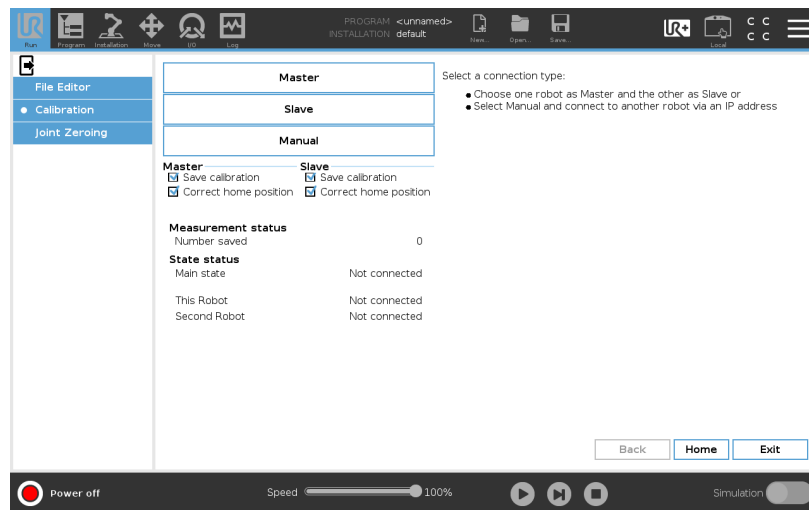 PROGRAM <unnamed>
INSTALLATION default
UR
Run
Program
Installation
Move
I/O
Log
New...
Open...
Save...
UR+
Local
C C
C C
File Editor
Calibration
Joint Zeroing
Master
Slave
Manual
Master Slave
Save calibration Save calibration
Correct home position Correct home position
Measurement status
Number saved 0
State status
Main state Not connected
This Robot Not connected
Second Robot Not connected
Select a connection type:
Choose one robot as Master and the other as Slave or
Select Manual and connect to another robot via an IP address
Back Home Exit
Power off
Speed 100%
Simulation